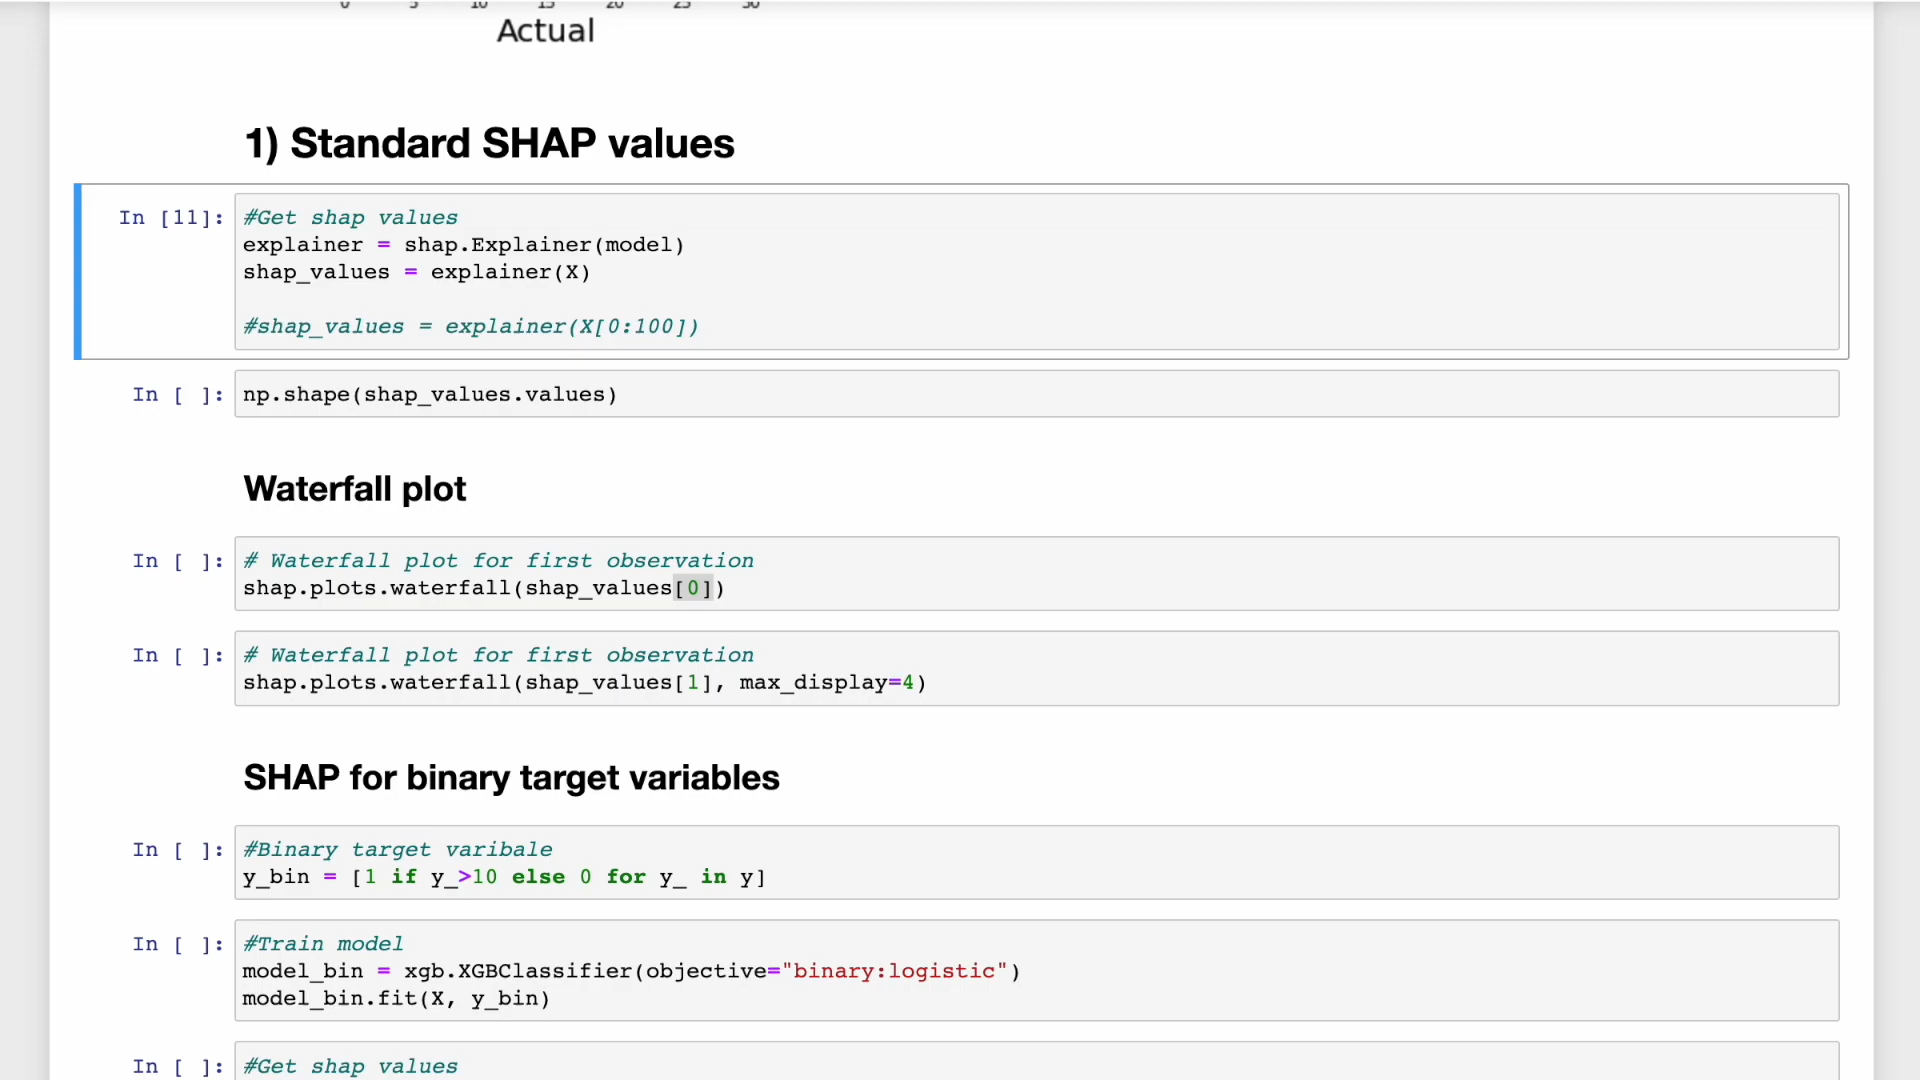 Actual
1) Standard SHAP values
In [11]:
#Get shap values
explainer = shap.Explainer(model)
shap_values = explainer(X)
#shap_values = explainer(X[0:100])
In [ ]:
np.shape(shap_values.values)
Waterfall plot
In [ ]:
# Waterfall plot for first observation
shap.plots.waterfall(shap_values[0])
In [ ]:
# Waterfall plot for first observation
shap.plots.waterfall(shap_values[1], max_display=4)
SHAP for binary target variables
In [ ]:
#Binary target varibale
y_bin = [1 if y_>10 else 0 for y_ in y]
In [ ]:
#Train model
model_bin = xgb.XGBClassifier(objective="binary:logistic")
model_bin.fit(X, y_bin)
In [ ]:
#Get shap values